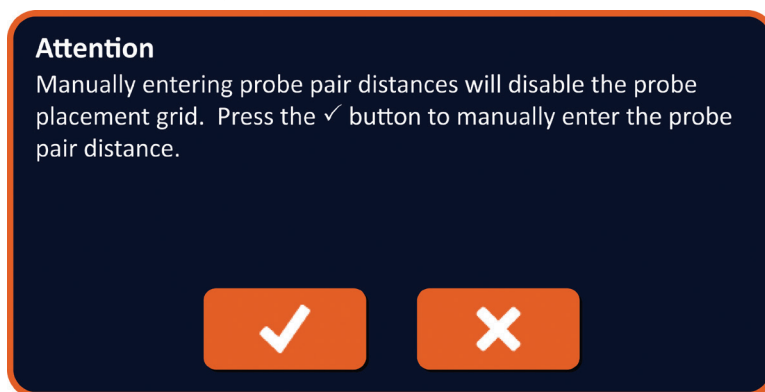 Attention
Manually entering probe pair distances will disable the probe
placement grid.  Press the ✓ button to manually enter the probe
pair distance.